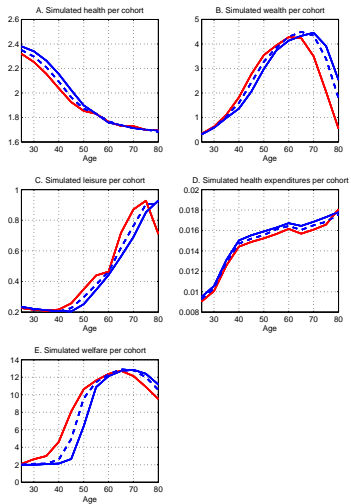 A. Simulated health per cohort
2.6
2.4
2.2
2
1.8
1.6
30 40 50 60 70 80
Age
B. Simulated wealth per cohort
5
4
3
2
1
0
30 40 50 60 70 80
Age
C. Simulated leisure per cohort
1
0.8
0.6
0.4
0.2
30 40 50 60 70 80
Age
D. Simulated health expenditures per cohort
0.02
0.018
0.016
0.014
0.012
0.01
0.008
30 40 50 60 70 80
Age
E. Simulated welfare per cohort
14
12
10
8
6
4
2
0
30 40 50 60 70 80
Age